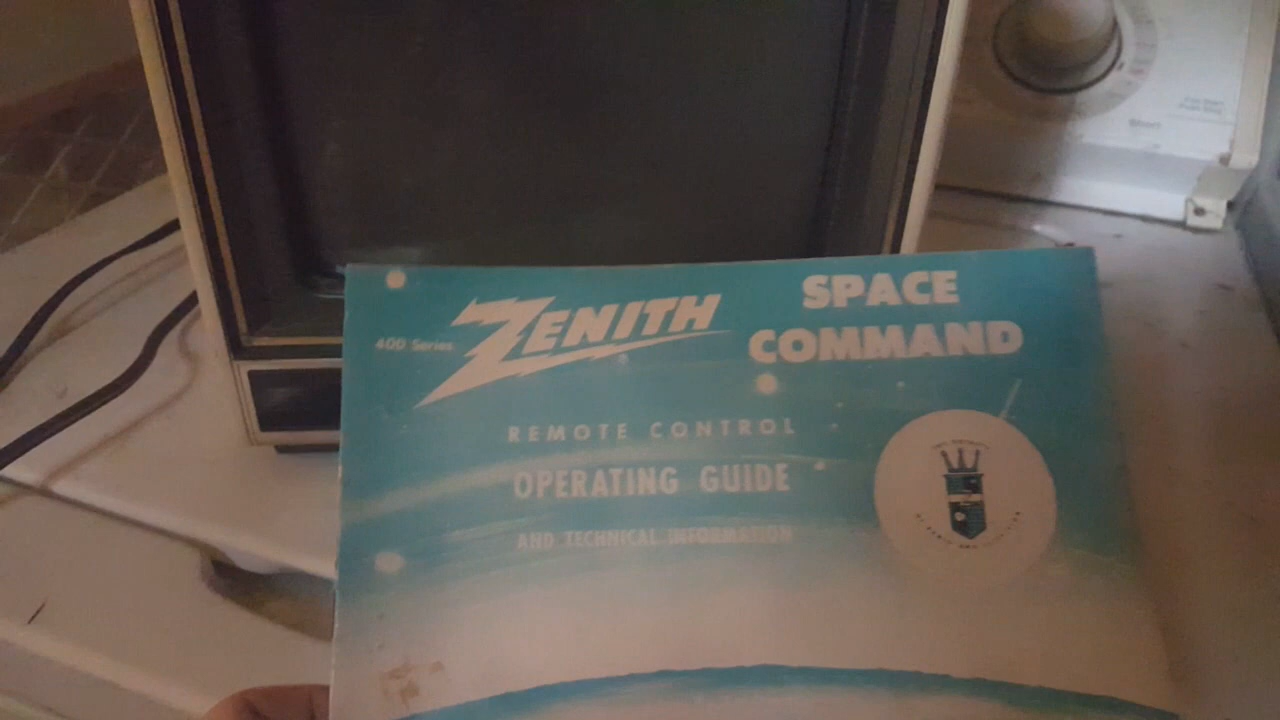 400 Series
ZENITH
SPACE
COMMAND
REMOTE CONTROL
OPERATING GUIDE
AND TECHNICAL INFORMATION